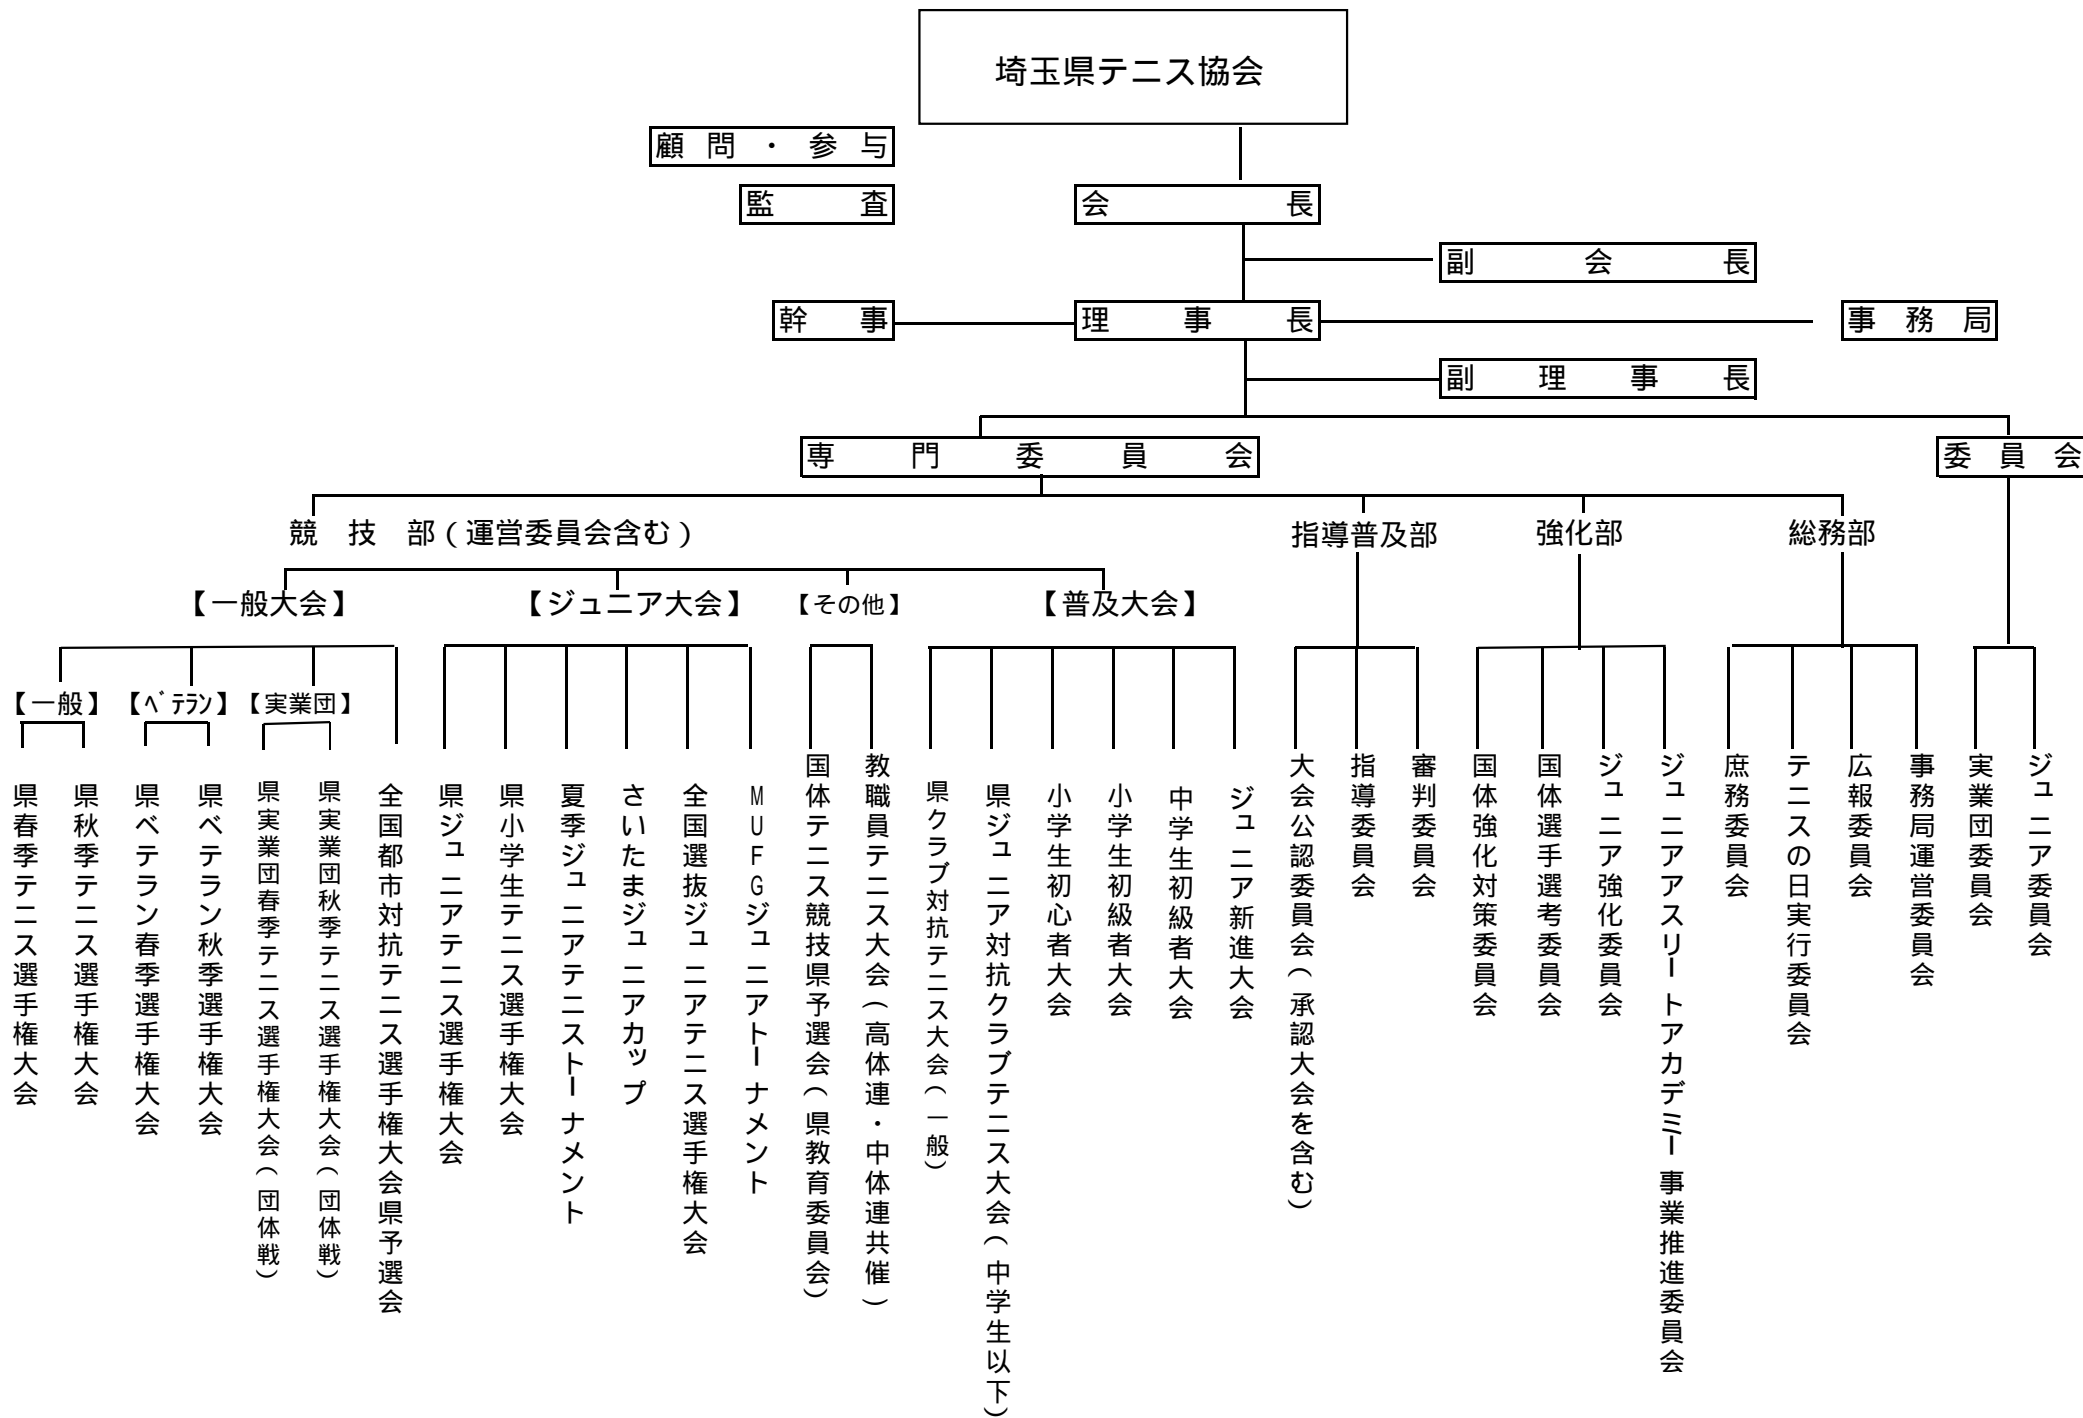 埼玉県テニス協会
顧問・参与
監査
会長
副会長
幹事
理事長
事務局
副理事長
専門委員会
委員会
競技部(運営委員会含む)
指導普及部
強化部
総務部
【一般大会】
【ジュニア大会】
【その他】
【普及大会】
【一般】
【ベテラン】
【実業団】
県春季テニス選手権大会
県秋季テニス選手権大会
県ベテラン春季選手権大会
県ベテラン秋季選手権大会
県実業団春季テニス選手権大会(団体戦)
県実業団秋季テニス選手権大会(団体戦)
全国都市対抗テニス選手権大会県予選会
県ジュニアテニス選手権大会
県小学生テニス選手権大会
夏季ジュニアテニストーナメント
さいたまジュニアカップ
全国選抜ジュニアテニス選手権大会
MUFGジュニアトーナメント
国体テニス競技県予選会(県教育委員会)
教職員テニス大会(高体連・中体連共催)
県クラブ対抗テニス大会(一般)
県ジュニア対抗クラブテニス大会(中学生以下)
小学生初心者大会
小学生初級者大会
中学生初級者大会
ジュニア新進大会
大会公認委員会(承認大会を含む)
指導委員会
審判委員会
国体強化対策委員会
国体選手選考委員会
ジュニア強化委員会
ジュニアアスリートアカデミー事業推進委員会
庶務委員会
テニスの日実行委員会
広報委員会
事務局運営委員会
実業団委員会
ジュニア委員会